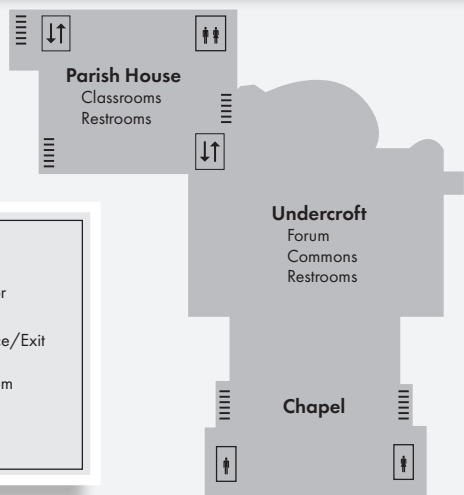 Parish House
Classrooms
Restrooms
Undercroft
Forum
Commons
Restrooms
Chapel
/Exit